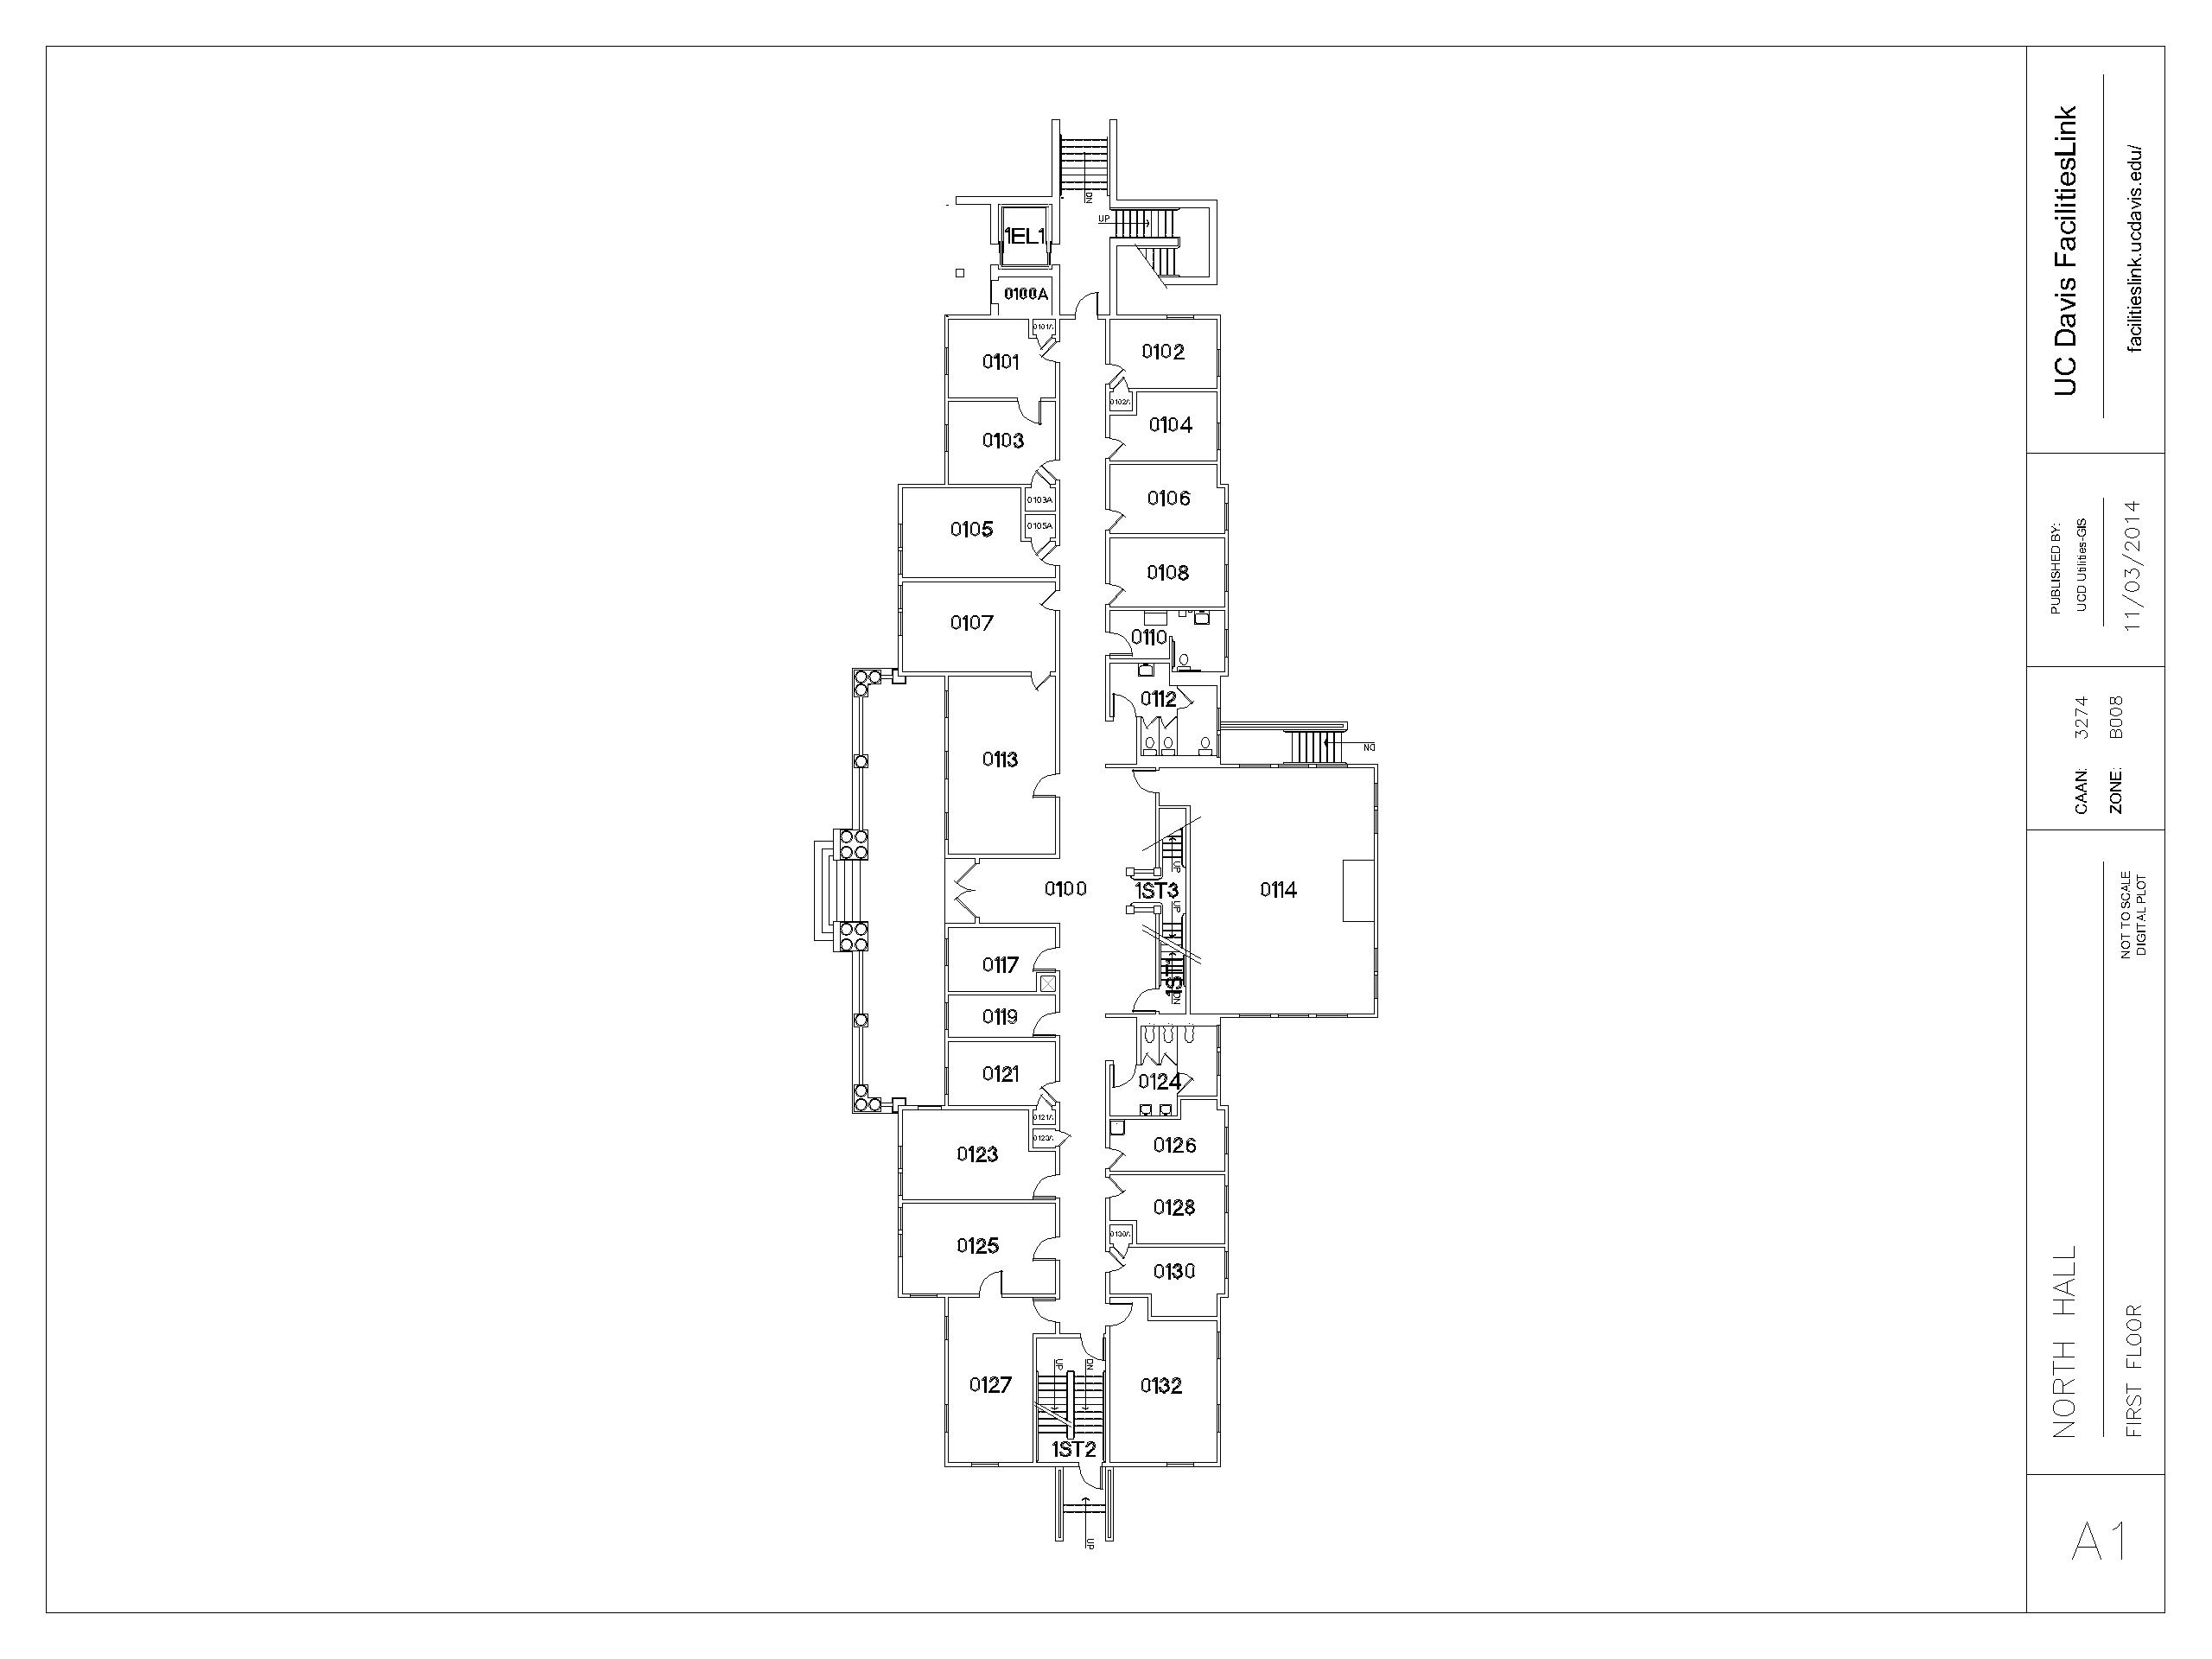 DN
UP
1EL1
0100A
0101A
0101
0102
0102A
0103
0104
0103A
0106
0105A
0105
0108
0107
0110
0112
DN
0113
UP
0100
1ST3
0114
UP
0117
1ST1
DN
0119
0121
0124
0121A
0123A
0123
0126
0128
0130A
0125
0130
UP
DN
0127
0132
1ST2
UP
UC Davis FacilitiesLink
facilitieslink.ucdavis.edu/
PUBLISHED BY:
UCD Utilities-GIS
11/03/2014
CAAN: 3274
ZONE: B008
NOT TO SCALE
DIGITAL PLOT
NORTH HALL
FIRST FLOOR
A1